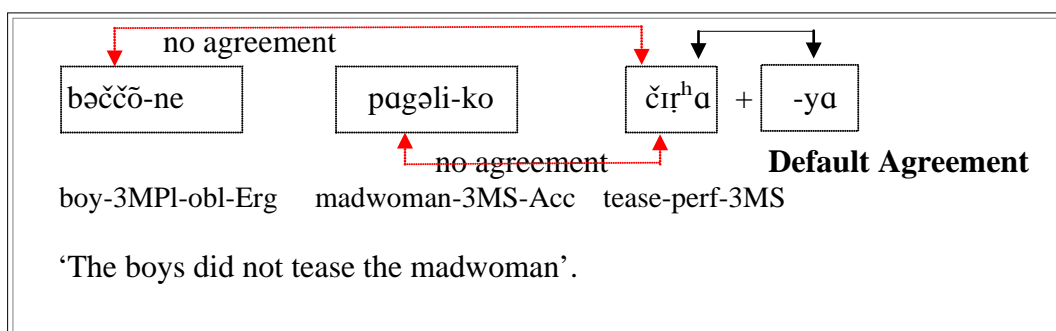 no agreement
bəččõ-ne pɑgəli-ko čɪṛʰɑ + -yɑ
no agreement Default Agreement
boy-3MPl-obl-Erg madwoman-3MS-Acc tease-perf-3MS
‘The boys did not tease the madwoman’.